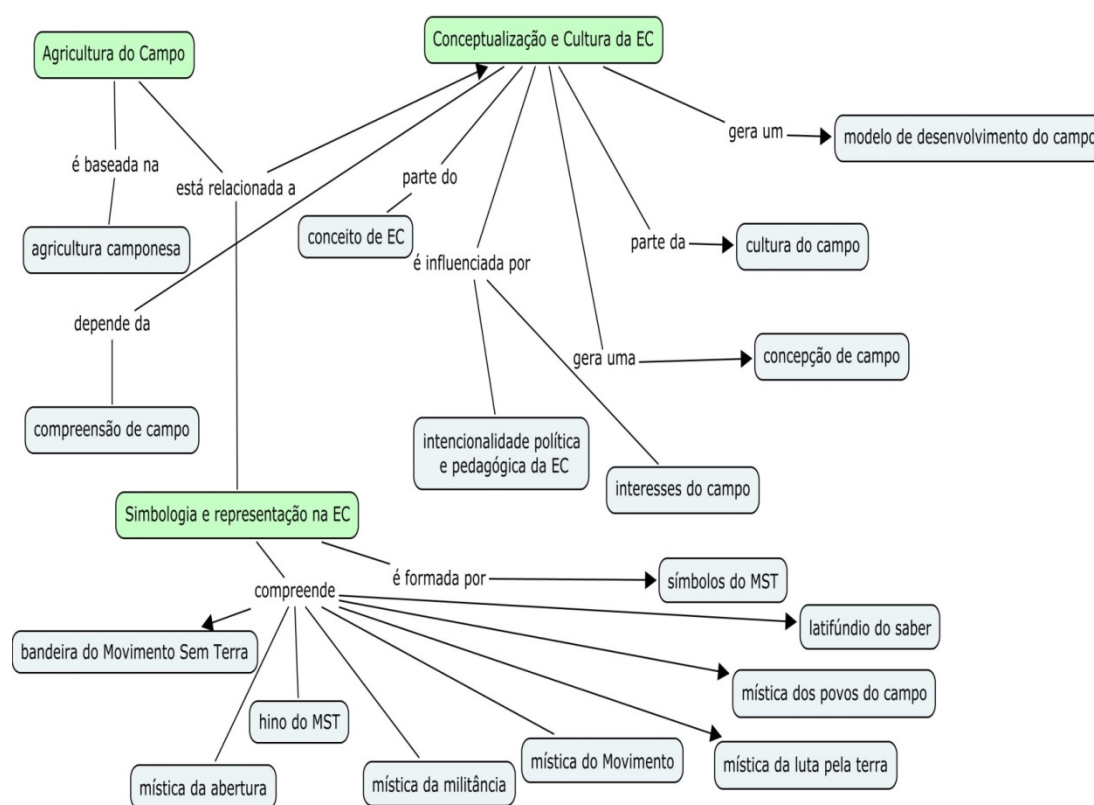 Agricultura do Campo
Conceptualização e Cultura da EC
gera um
modelo de desenvolvimento do campo
é baseada na
está relacionada a
parte do
agricultura camponesa
conceito de EC
é influenciada por
parte da
cultura do campo
depende da
gera uma
concepção de campo
compreensão de campo
intencionalidade política
e pedagógica da EC
interesses do campo
Simbologia e representação na EC
é formada por
símbolos do MST
compreende
latifúndio do saber
bandeira do Movimento Sem Terra
mística dos povos do campo
hino do MST
mística do Movimento
mística da luta pela terra
mística da abertura
mística da militância